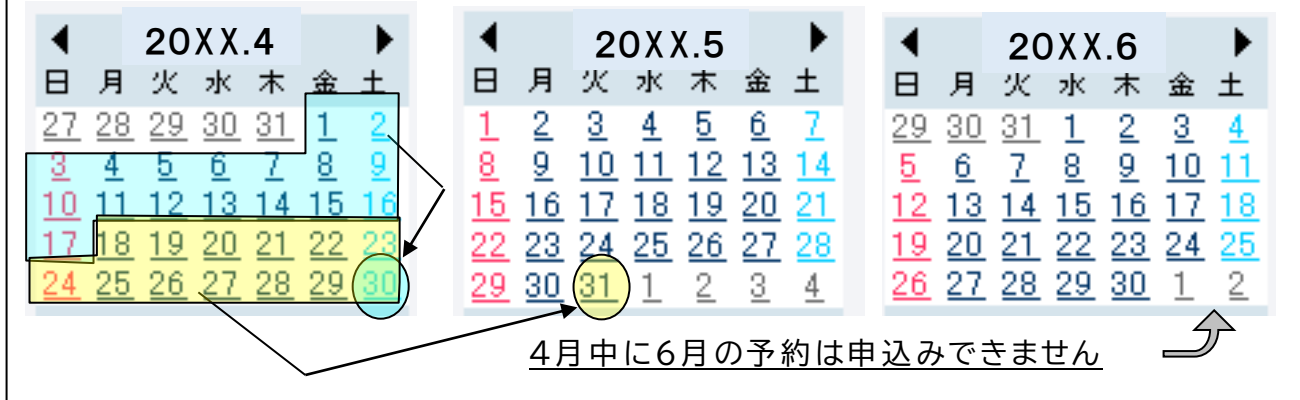 20XX.4
日 月 火 水 木 金 土
27 28 29 30 31 1 2
3 4 5 6 7 8 9
10 11 12 13 14 15 16
17 18 19 20 21 22 23
24 25 26 27 28 29 30
20XX.5
日 月 火 水 木 金 土
1 2 3 4 5 6 7
8 9 10 11 12 13 14
15 16 17 18 19 20 21
22 23 24 25 26 27 28
29 30 31 1 2 3 4
20XX.6
日 月 火 水 木 金 土
29 30 31 1 2 3 4
5 6 7 8 9 10 11
12 13 14 15 16 17 18
19 20 21 22 23 24 25
26 27 28 29 30 1 2
4月中に6月の予約は申込みできません